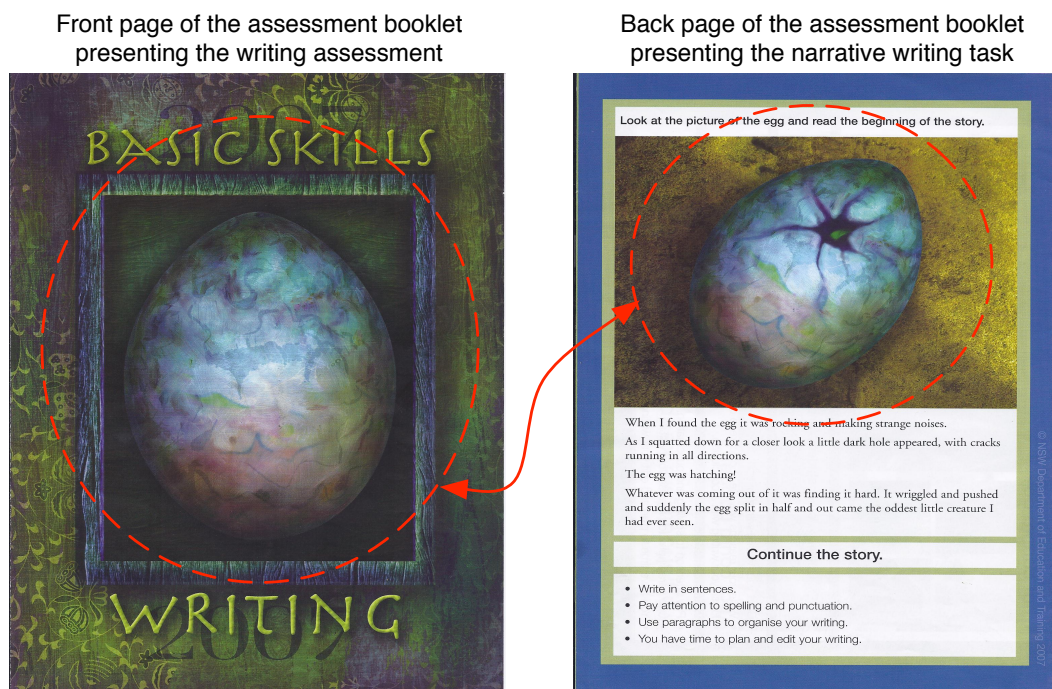 Front page of the assessment booklet
presenting the writing assessment
2007
BASIC SKILLS
WRITING
2007
Back page of the assessment booklet
presenting the narrative writing task
Look at the picture of the egg and read the beginning of the story.
When I found the egg it was rocking and making strange noises.
As I squatted down for a closer look a little dark hole appeared, with cracks
running in all directions.
The egg was hatching!
Whatever was coming out of it was finding it hard. It wriggled and pushed
and suddenly the egg split in half and out came the oddest little creature I
had ever seen.
Continue the story.
• Write in sentences.
• Pay attention to spelling and punctuation.
• Use paragraphs to organise your writing.
• You have time to plan and edit your writing.
© NSW Department of Education and Training 2007